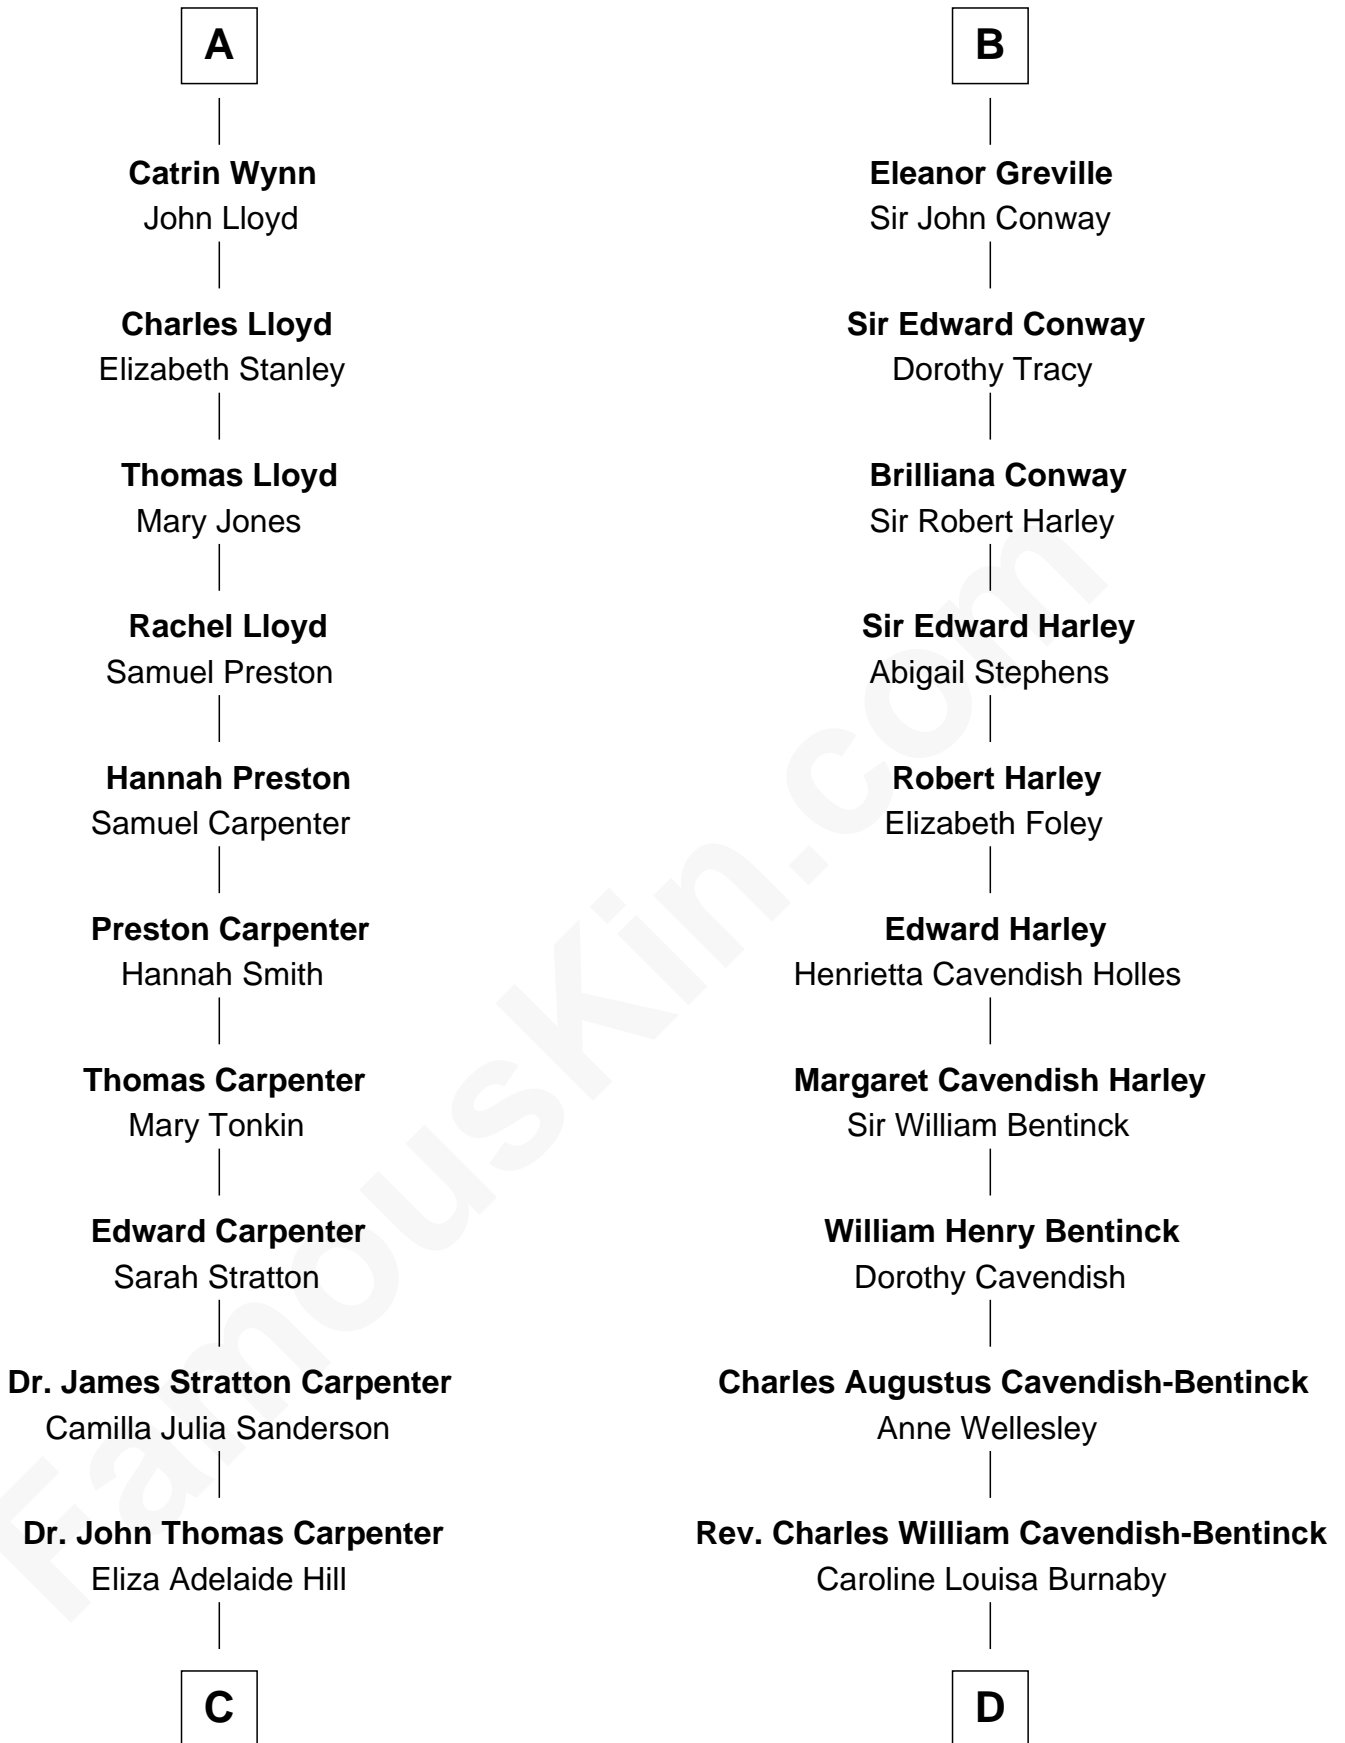 A
Catrin Wynn
John Lloyd
Charles Lloyd
Elizabeth Stanley
Thomas Lloyd
Mary Jones
Rachel Lloyd
Samuel Preston
Hannah Preston
Samuel Carpenter
Preston Carpenter
Hannah Smith
Thomas Carpenter
Mary Tonkin
Edward Carpenter
Sarah Stratton
Dr. James Stratton Carpenter
Camilla Julia Sanderson
Dr. John Thomas Carpenter
Eliza Adelaide Hill
C
B
Eleanor Greville
Sir John Conway
Sir Edward Conway
Dorothy Tracy
Brilliana Conway
Sir Robert Harley
Sir Edward Harley
Abigail Stephens
Robert Harley
Elizabeth Foley
Edward Harley
Henrietta Cavendish Holles
Margaret Cavendish Harley
Sir William Bentinck
William Henry Bentinck
Dorothy Cavendish
Charles Augustus Cavendish-Bentinck
Anne Wellesley
Rev. Charles William Cavendish-Bentinck
Caroline Louisa Burnaby
D
FamousKin.com